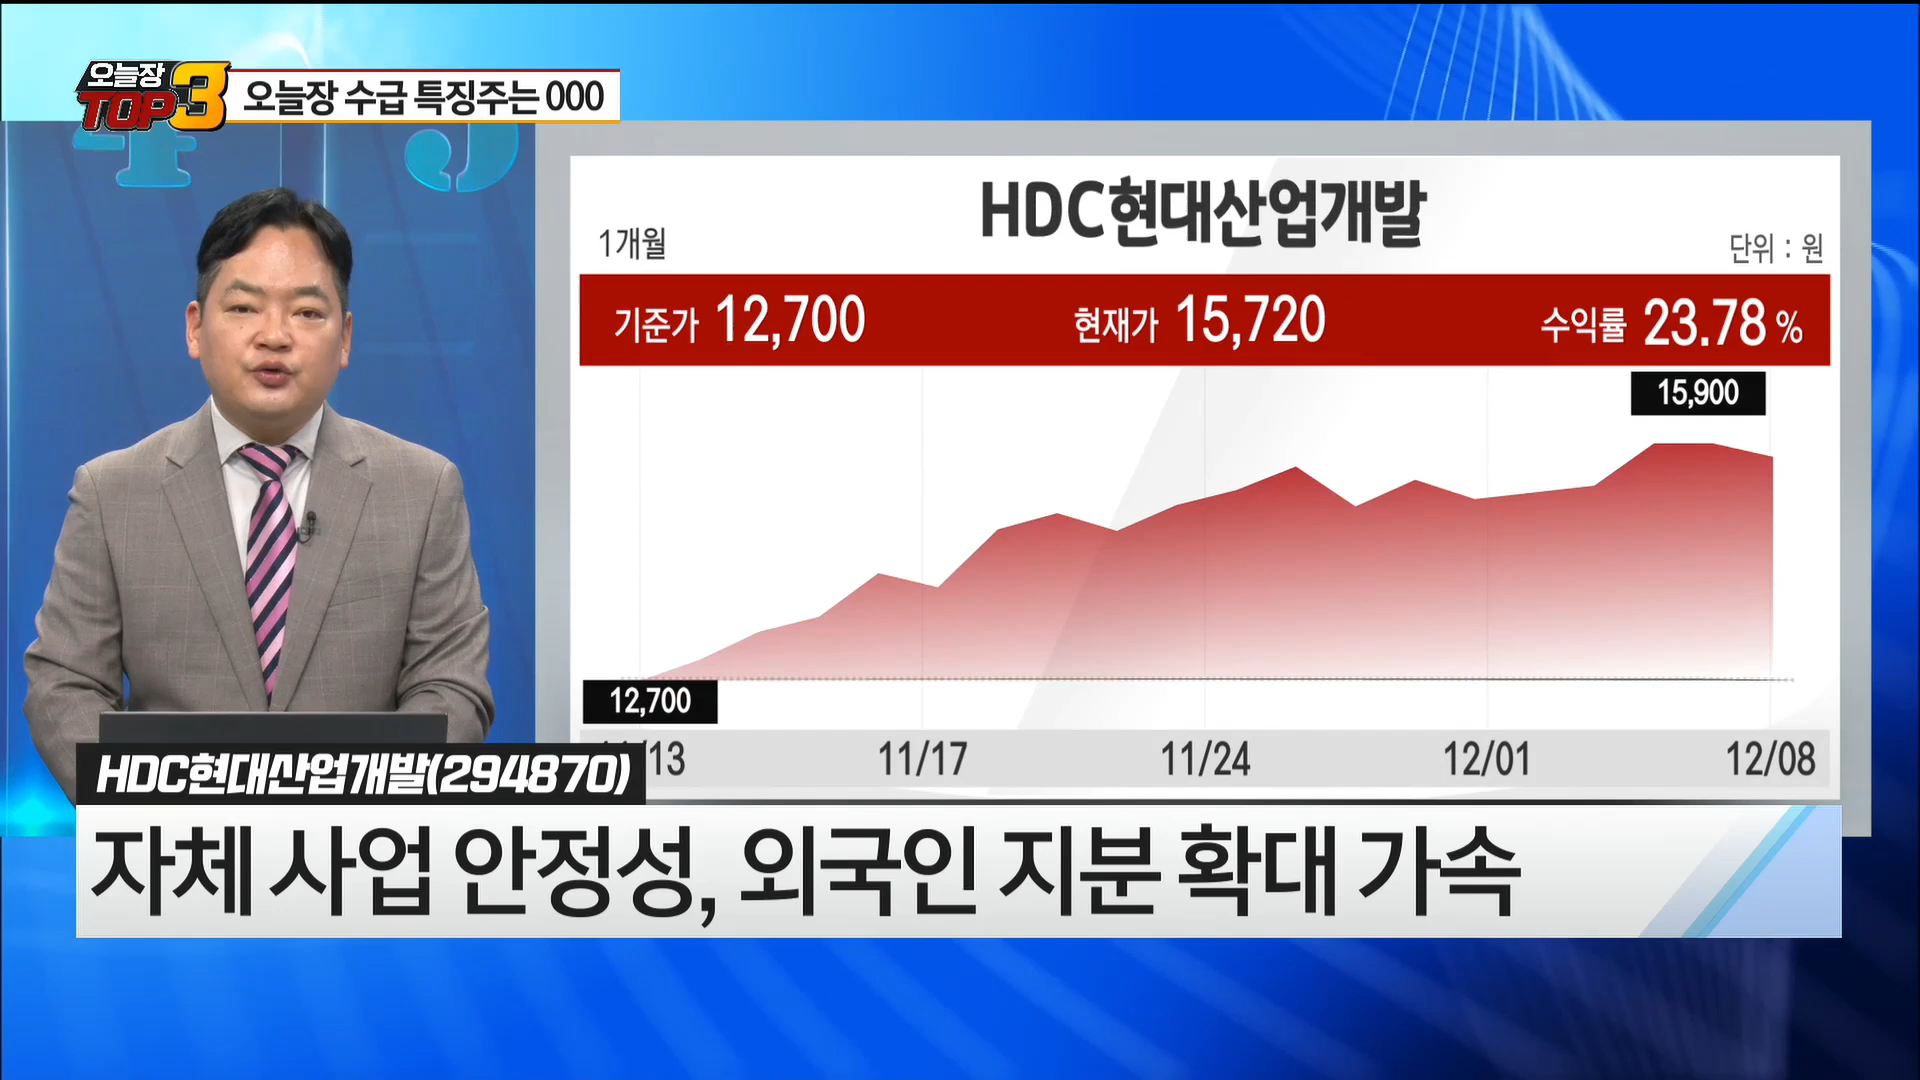 오늘장
TOP3
오늘장 수급 특징주는 OOO
HDC현대산업개발
1개월
단위 : 원
기준가 12,700
현재가 15,720
수익률 23.78 %
15,900
12,700
/13
11/17
11/24
12/01
12/08
HDC현대산업개발(294870)
자체 사업 안정성, 외국인 지분 확대 가속